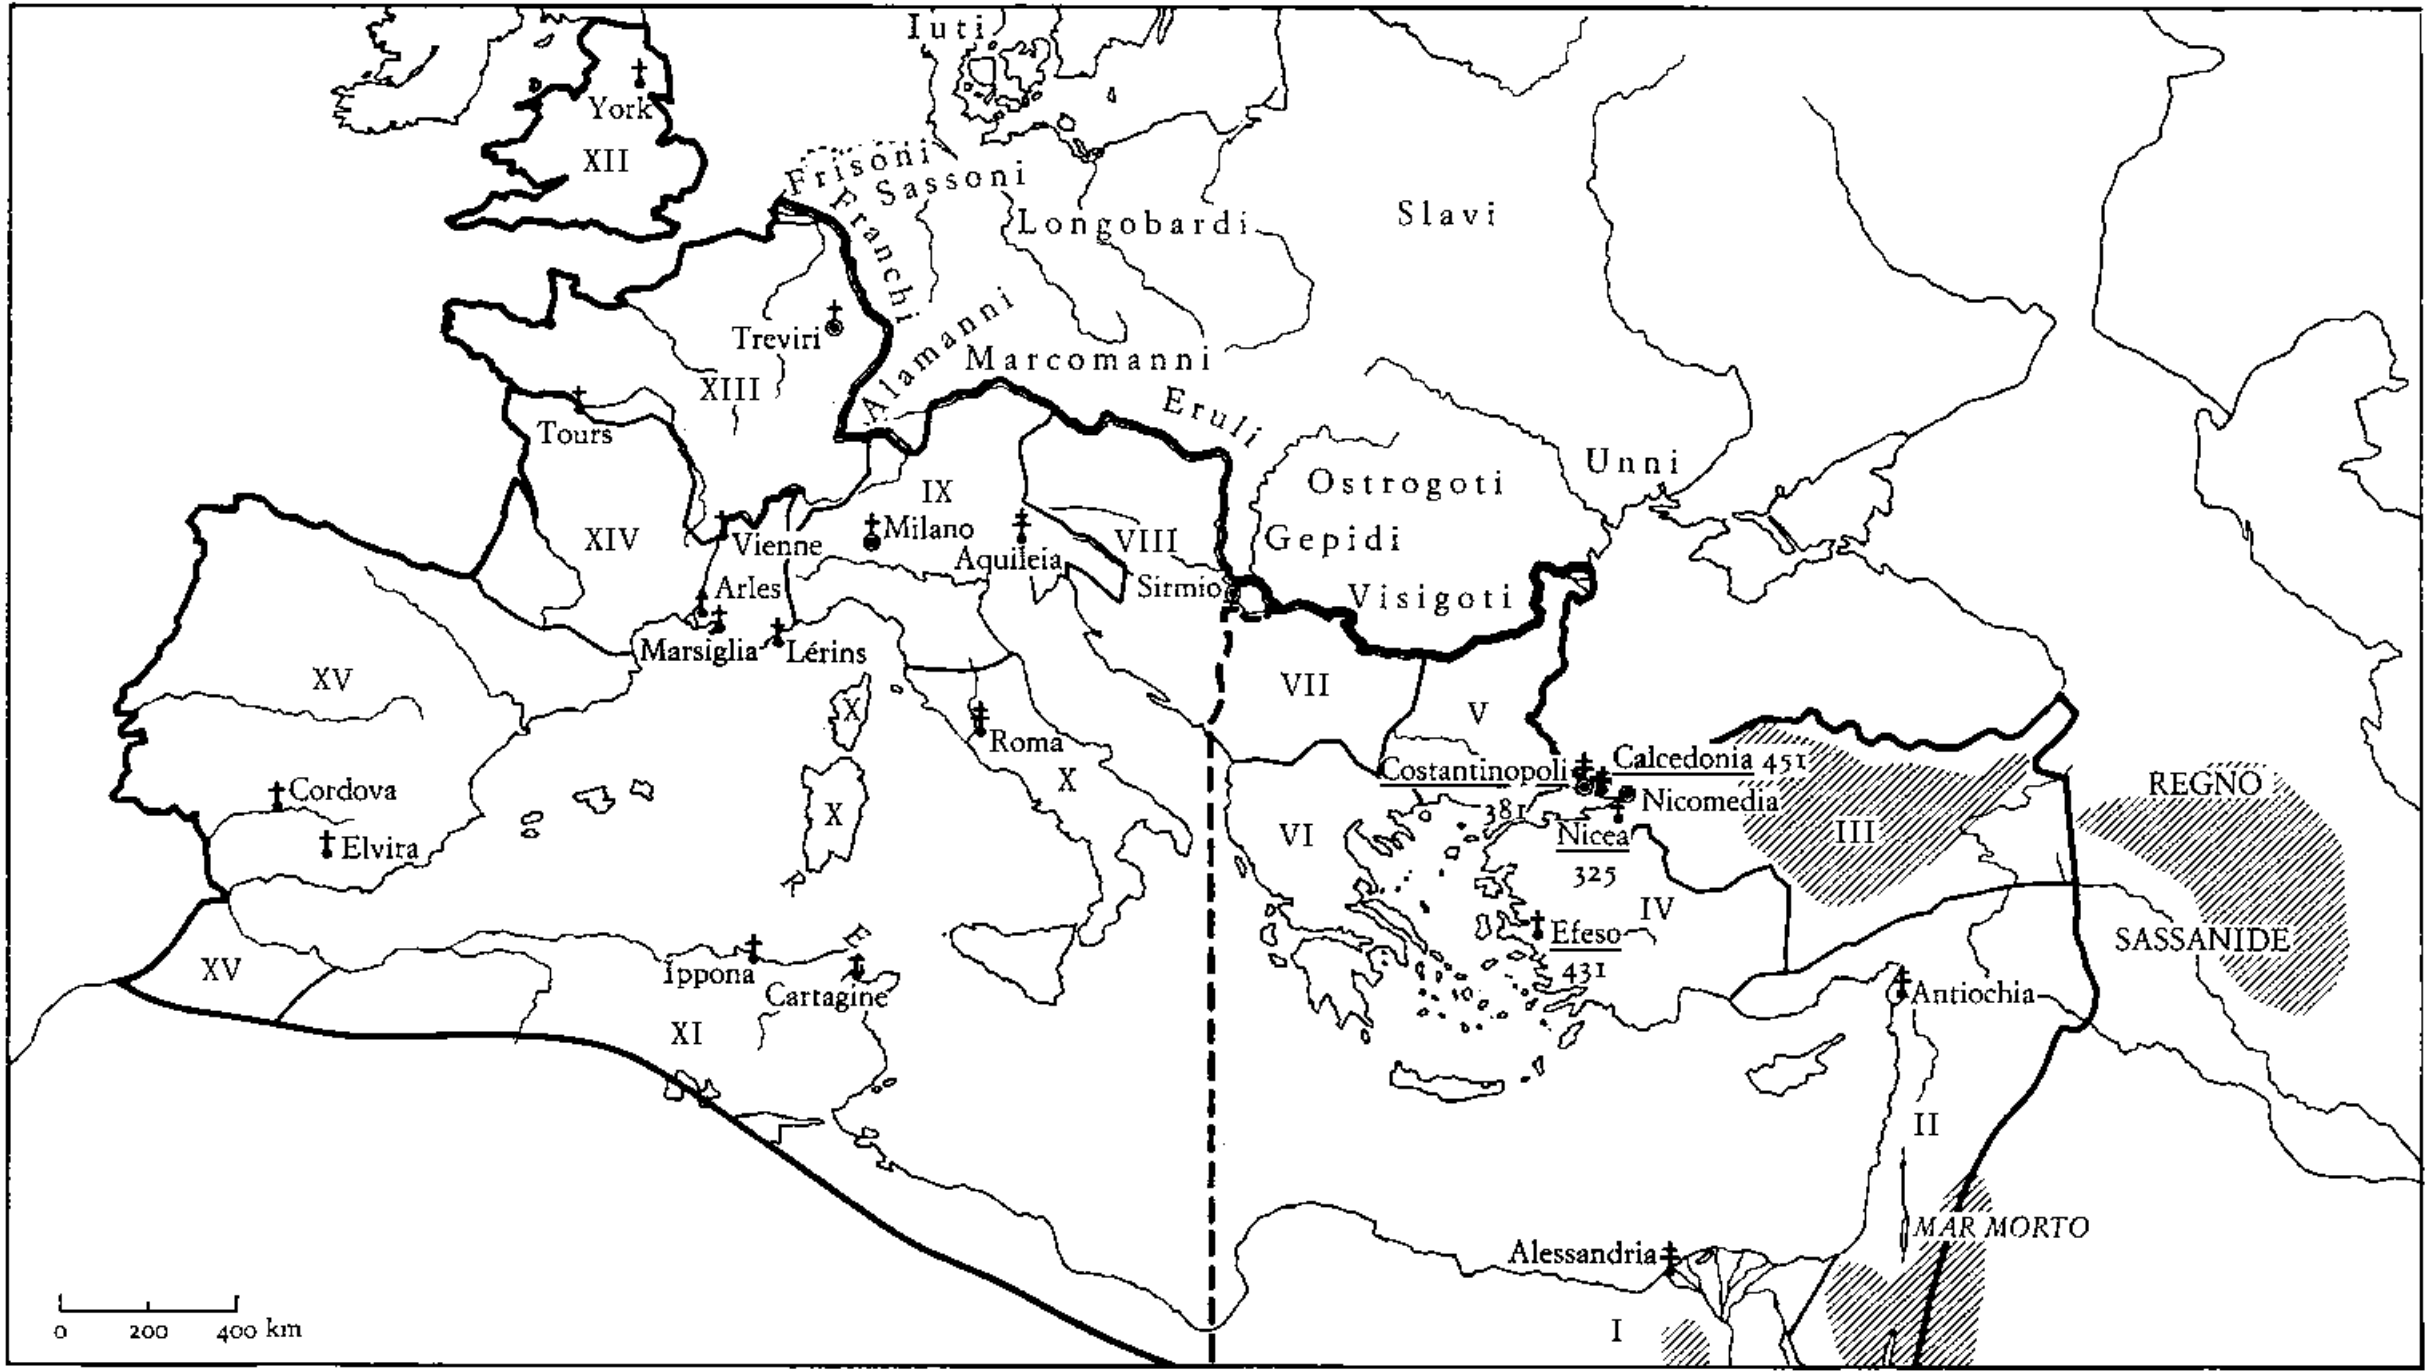 Iuti
York
XII
Frisoni
Sassoni
Franchi
Longobardi
Slavi
Treviri
Alamanni
Marcomanni
XIII
Eruli
Tours
Unni
Ostrogoti
IX
XIV
Vienne
Milano
Aquileia
VIII
Gepidi
Sirmio
Visigoti
Arles
Marsiglia
Lérins
XV
X
VII
V
Roma
X
Costantinopoli
381
Calcedonia 451
Nicomedia
REGNO
SASSANIDE
Cordova
Elvira
X
VI
Nicea
325
III
R
E
IV
Efeso
431
XV
Ippona
Cartagine
XI
Antiochia
II
MAR MORTO
Alessandria
I
0 200 400 km